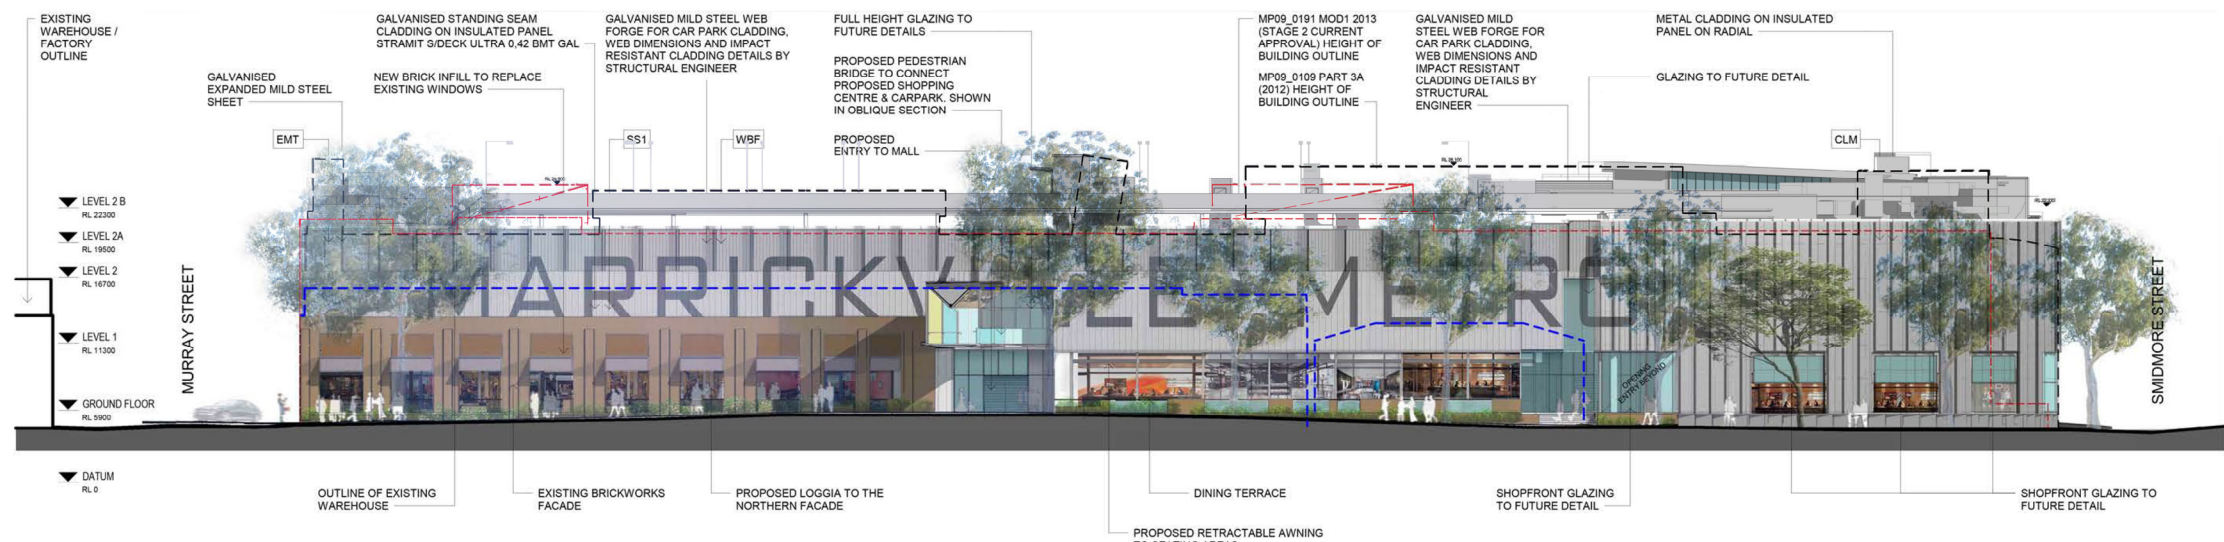 EXISTING
WAREHOUSE /
FACTORY
OUTLINE
GALVANISED STANDING SEAM
CLADDING ON INSULATED PANEL
STRAMIT S/DECK ULTRA 0,42 BMT GAL
GALVANISED MILD STEEL WEB
FORGE FOR CAR PARK CLADDING,
WEB DIMENSIONS AND IMPACT
RESISTANT CLADDING DETAILS BY
STRUCTURAL ENGINEER
FULL HEIGHT GLAZING TO
FUTURE DETAILS
MP09_0191 MOD1 2013
(STAGE 2 CURRENT
APPROVAL) HEIGHT OF
BUILDING OUTLINE
GALVANISED MILD
STEEL WEB FORGE FOR
CAR PARK CLADDING,
WEB DIMENSIONS AND
IMPACT RESISTANT
CLADDING DETAILS BY
STRUCTURAL
ENGINEER
METAL CLADDING ON INSULATED
PANEL ON RADIAL
GALVANISED
EXPANDED MILD STEEL
SHEET
NEW BRICK INFILL TO REPLACE
EXISTING WINDOWS
PROPOSED PEDESTRIAN
BRIDGE TO CONNECT
PROPOSED SHOPPING
CENTRE & CARPARK. SHOWN
IN OBLIQUE SECTION
MP09_0109 PART 3A
(2012) HEIGHT OF
BUILDING OUTLINE
GLAZING TO FUTURE DETAIL
PROPOSED
ENTRY TO MALL
EMT
SS1
WBF
CLM
LEVEL 2 B
RL 22300
LEVEL 2A
RL 19500
LEVEL 2
RL 16700
LEVEL 1
RL 11300
GROUND FLOOR
RL 5900
DATUM
RL 0
MURRAY STREET
MARRICKVILLE METRO
OPENING
ENTRY BEYOND
SMIDMORE STREET
OUTLINE OF EXISTING
WAREHOUSE
EXISTING BRICKWORKS
FACADE
PROPOSED LOGGIA TO THE
NORTHERN FACADE
DINING TERRACE
SHOPFRONT GLAZING
TO FUTURE DETAIL
SHOPFRONT GLAZING TO
FUTURE DETAIL
PROPOSED RETRACTABLE AWNING